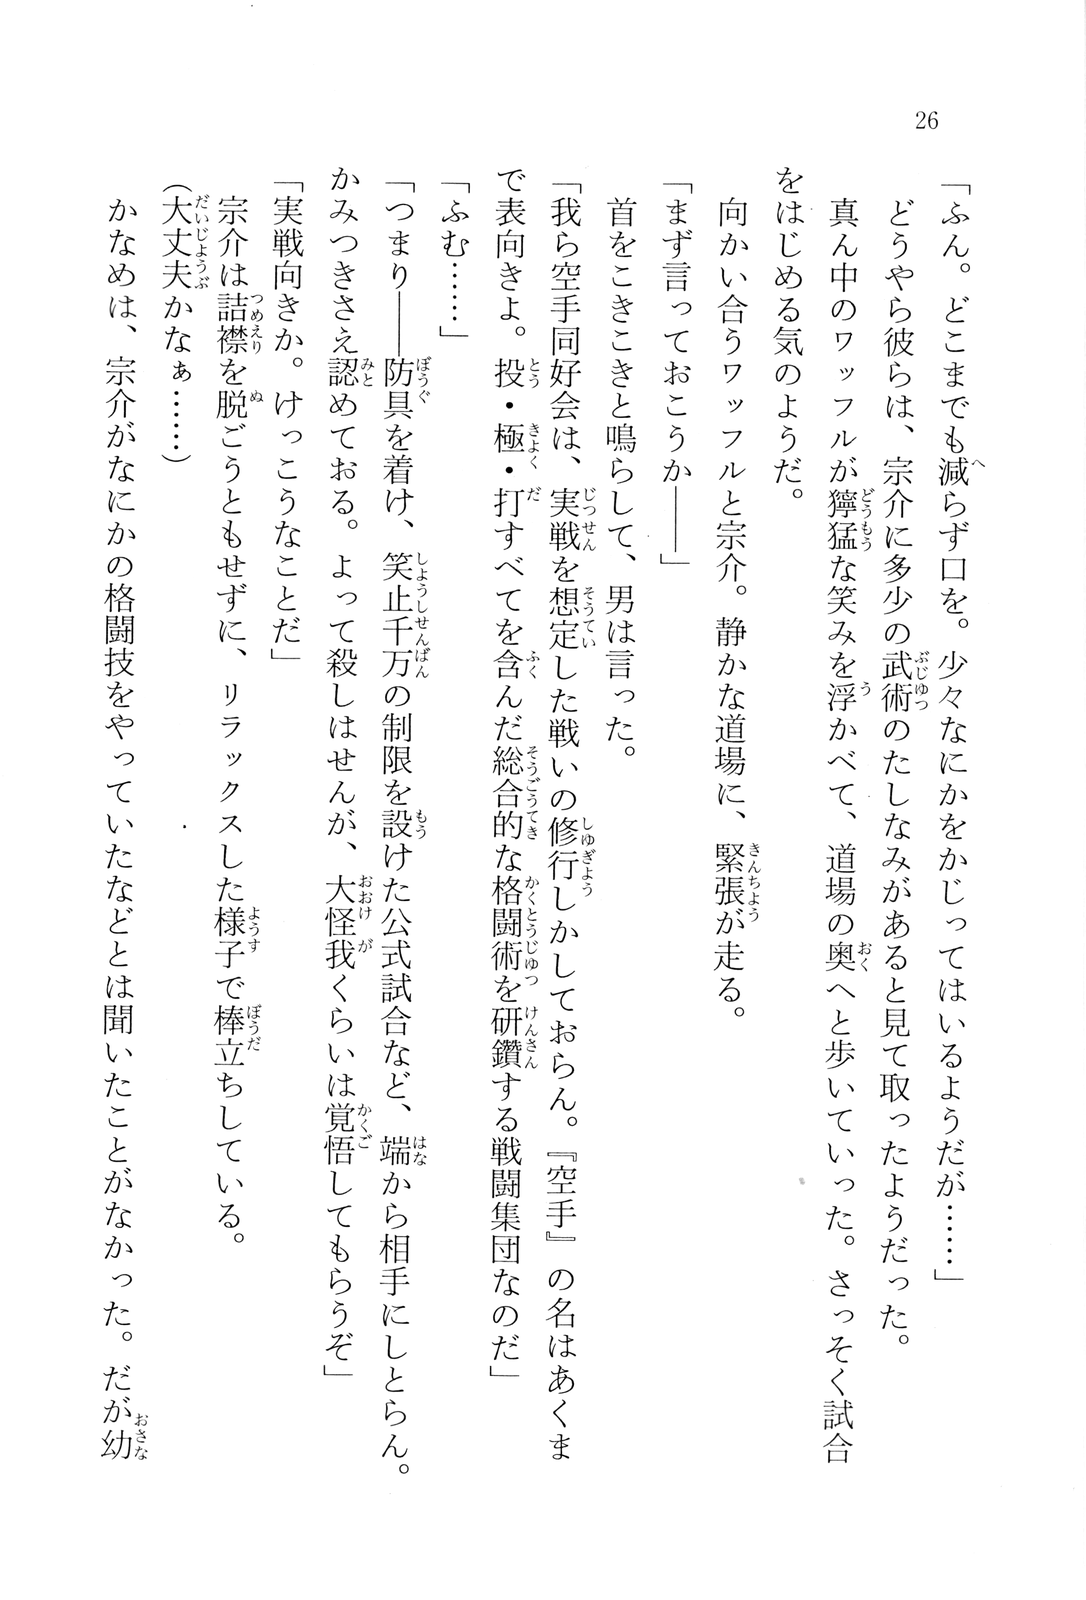 26
「ふん。どこまでも減らず口を。少々なにかをかじってはいるようだが……」
どうやら彼らは、宗介に多少の武術のたしなみがあると見て取ったようだった。
真ん中のワッフルが獰猛な笑みを浮かべて、道場の奥へと歩いていった。さっそく試合
をはじめる気のようだ。
向かい合うワッフルと宗介。静かな道場に、緊張が走る。
「まず言っておこうか――」
首をこきこきと鳴らして、男は言った。
「我ら空手同好会は、実戦を想定した戦いの修行しかしておらん。『空手』の名はあくま
で表向きよ。投・極・打すべてを含んだ総合的な格闘術を研鑽する戦闘集団なのだ」
「ふむ……」
「つまり――防具を着け、笑止千万の制限を設けた公式試合など、端から相手にしとらん。
かみつきさえ認めておる。よって殺しはせんが、大怪我くらいは覚悟してもらうぞ」
「実戦向きか。けっこうなことだ」
宗介は詰襟を脱ごうともせずに、リラックスした様子で棒立ちしている。
（大丈夫かなぁ……）
かなめは、宗介がなにかの格闘技をやっていたなどとは聞いたことがなかった。だが幼